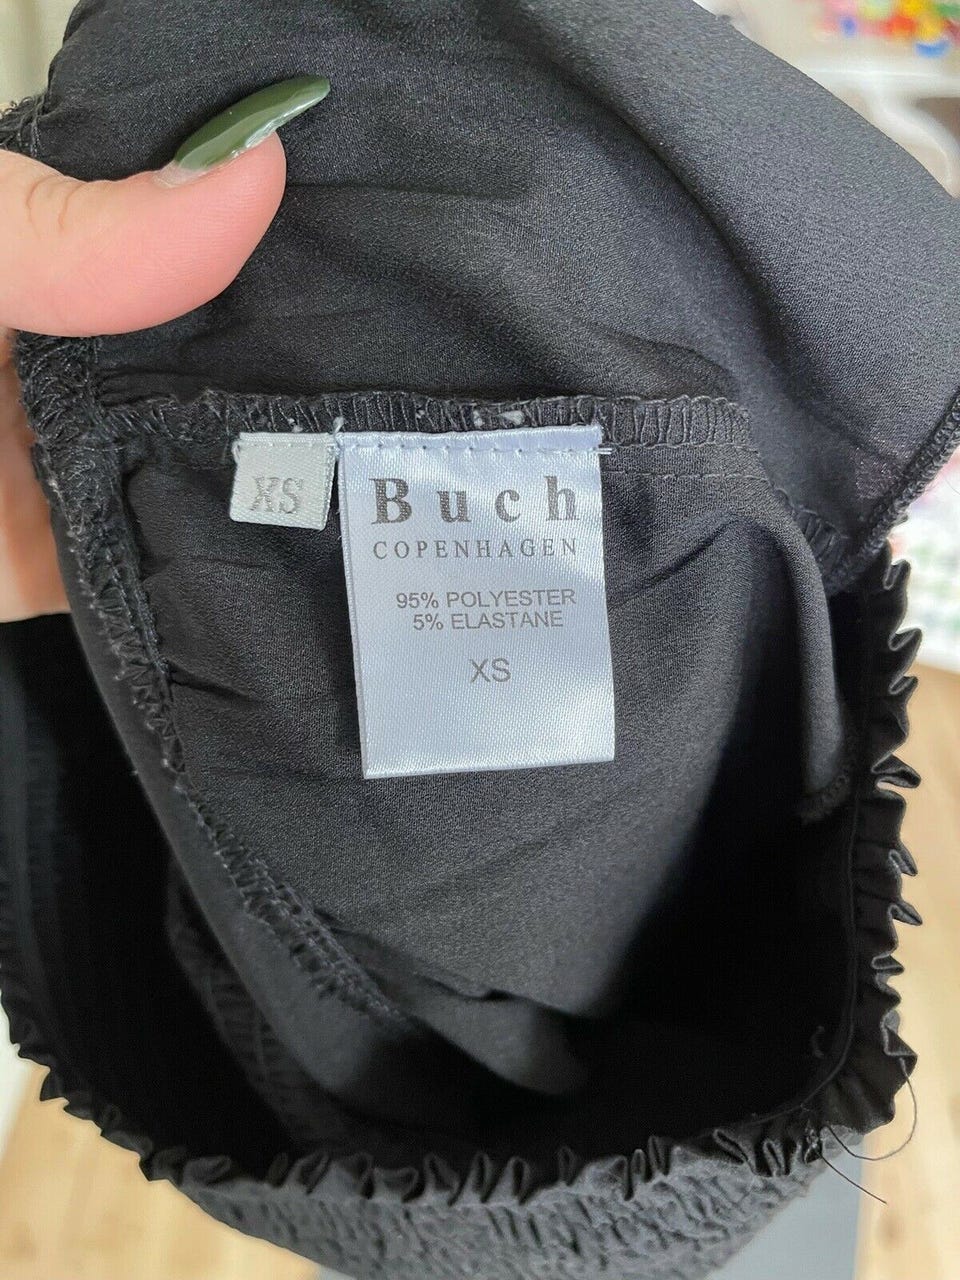 XS
Buch
COPENHAGEN
95% POLYESTER
5% ELASTANE
XS